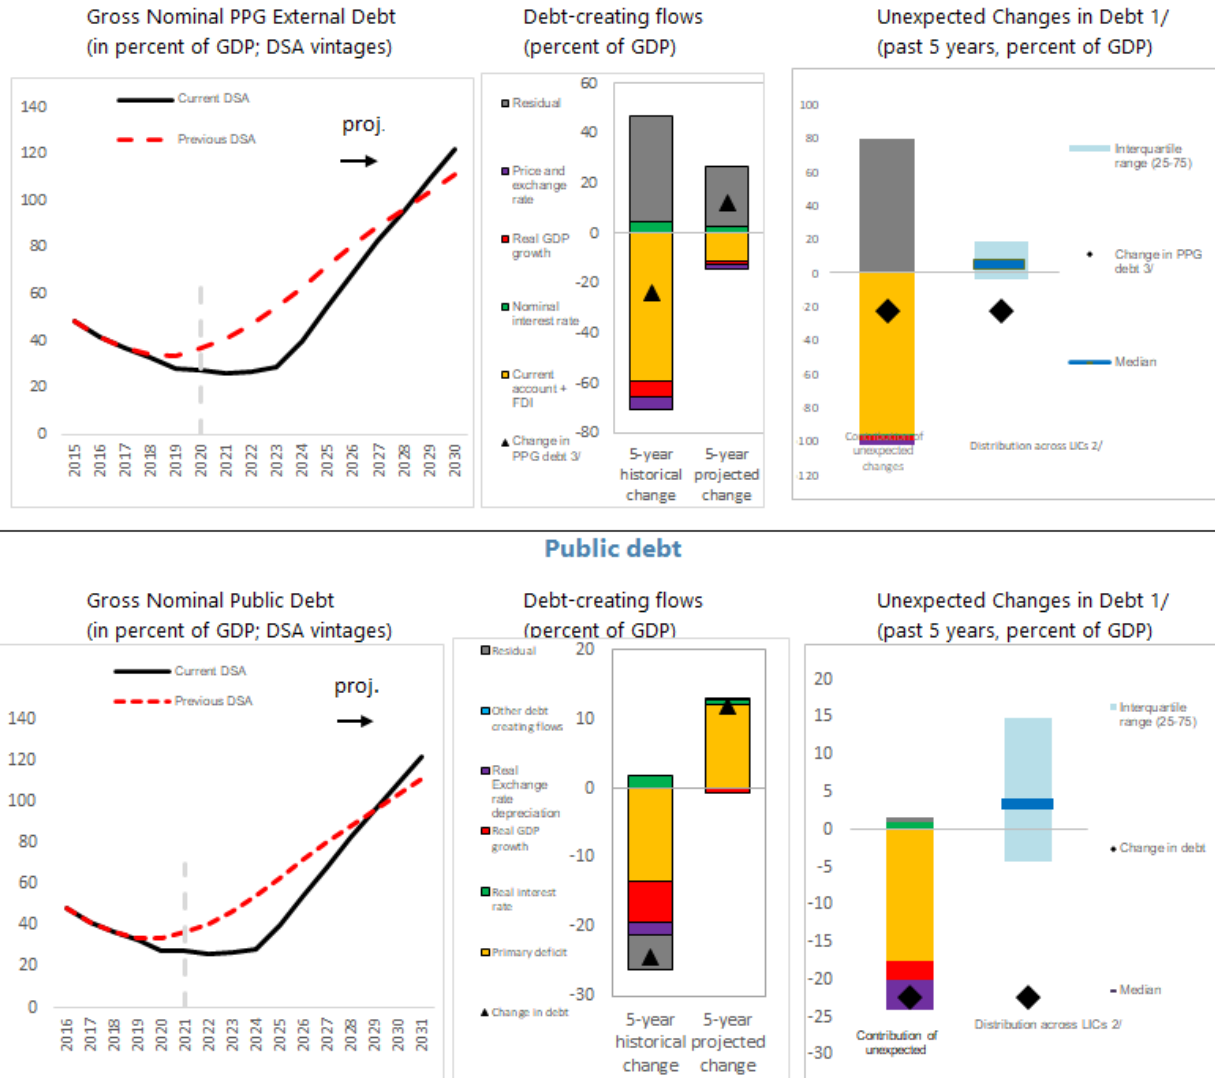 Gross Nominal PPG External Debt
(in percent of GDP; DSA vintages)
Current DSA
Previous DSA
proj.
140
120
100
80
60
40
20
0
2015
2016
2017
2018
2019
2020
2021
2022
2023
2024
2025
2026
2027
2028
2029
2030
Debt-creating flows
(percent of GDP)
Residual
Price and
exchange
rate
Real GDP
growth
Nominal
interest rate
Current
account +
FDI
Change in
PPG debt 3/
60
40
20
0
-20
-40
-60
-80
5-year
historical
change
5-year
projected
change
Unexpected Changes in Debt 1/
(past 5 years, percent of GDP)
100
80
60
40
20
0
-20
-40
-60
-80
-100
-120
Contribution of
unexpected
changes
Distribution across LICs 2/
Interquartile
range (25-75)
Change in PPG
debt 3/
Median
Public debt
Gross Nominal Public Debt
(in percent of GDP; DSA vintages)
Current DSA
Previous DSA
proj.
140
120
100
80
60
40
20
0
2016
2017
2018
2019
2020
2021
2022
2023
2024
2025
2026
2027
2028
2029
2030
2031
Debt-creating flows
(percent of GDP)
Residual
Other debt
creating flows
Real
Exchange
rate
depreciation
Real GDP
growth
Real interest
rate
Primary deficit
Change in debt
20
10
0
-10
-20
-30
5-year
historical
change
5-year
projected
change
Unexpected Changes in Debt 1/
(past 5 years, percent of GDP)
20
15
10
5
0
-5
-10
-15
-20
-25
-30
Contribution of
unexpected
Distribution across LICs 2/
Interquartile
range (25-75)
Change in debt
Median